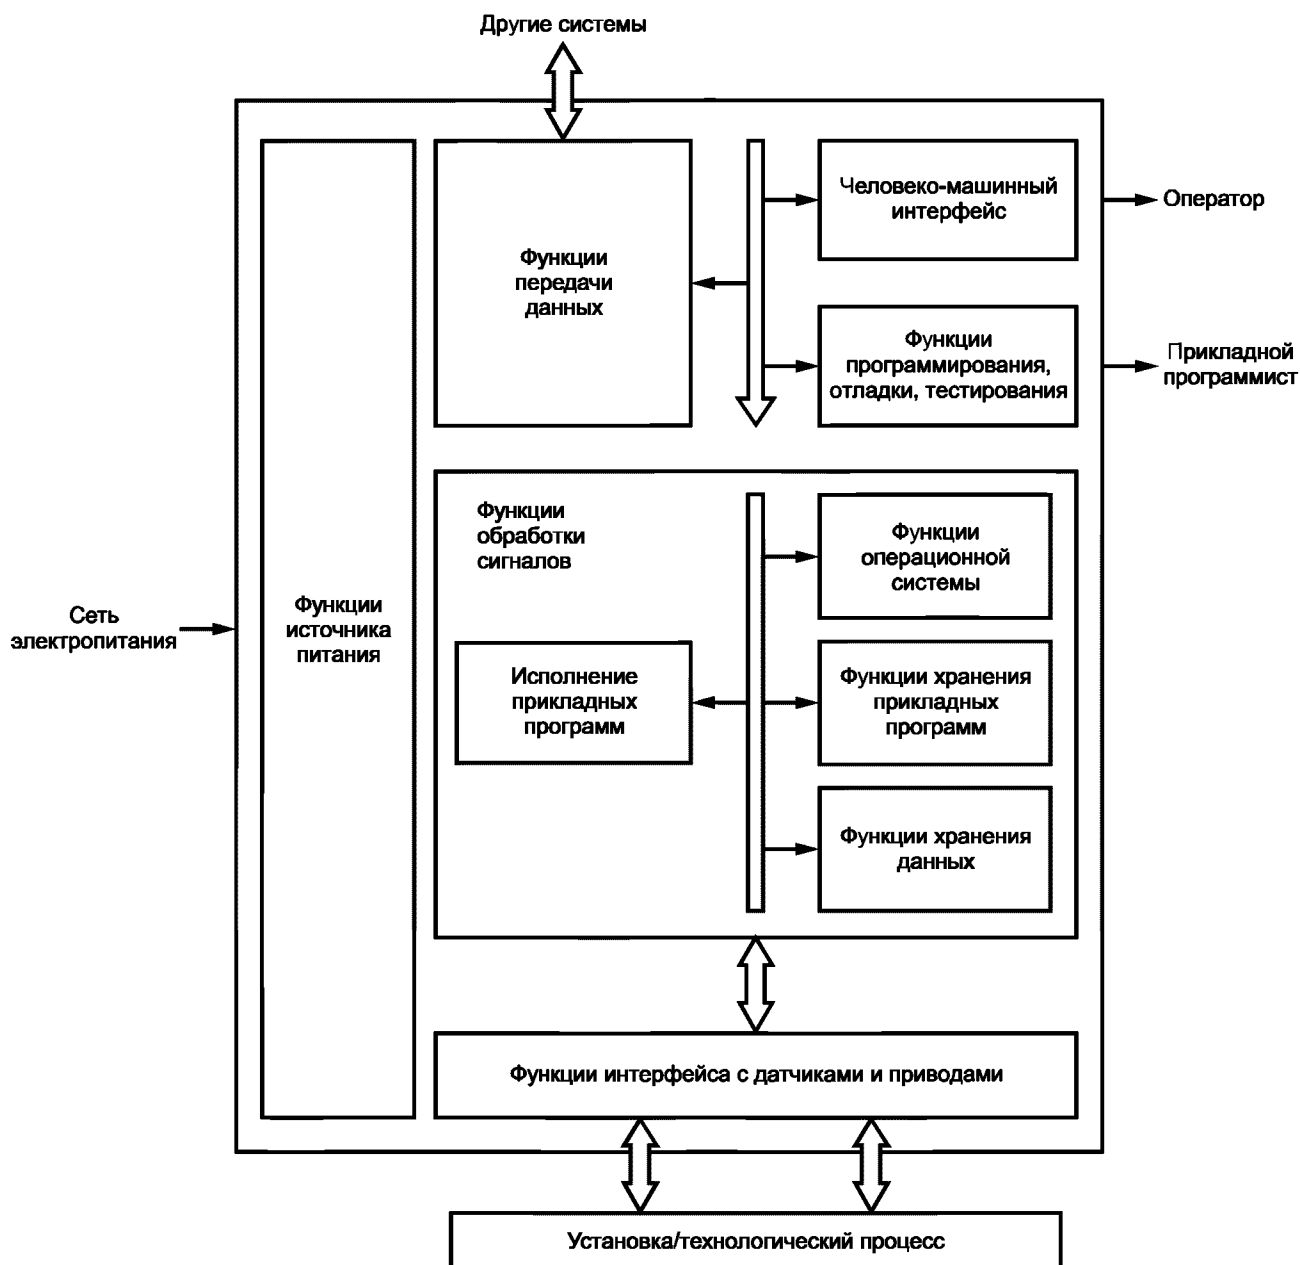 Другие системы
Человеко-машинный
интерфейс
Оператор
Функции
передачи
данных
Функции
программирования,
отладки, тестирования
Прикладной
программист
Функции
обработки
сигналов
Функции
операционной
системы
Сеть
электропитания
Функции
источника
питания
Исполнение
прикладных
программ
Функции хранения
прикладных
программ
Функции хранения
данных
Функции интерфейса с датчиками и приводами
Установка/технологический процесс